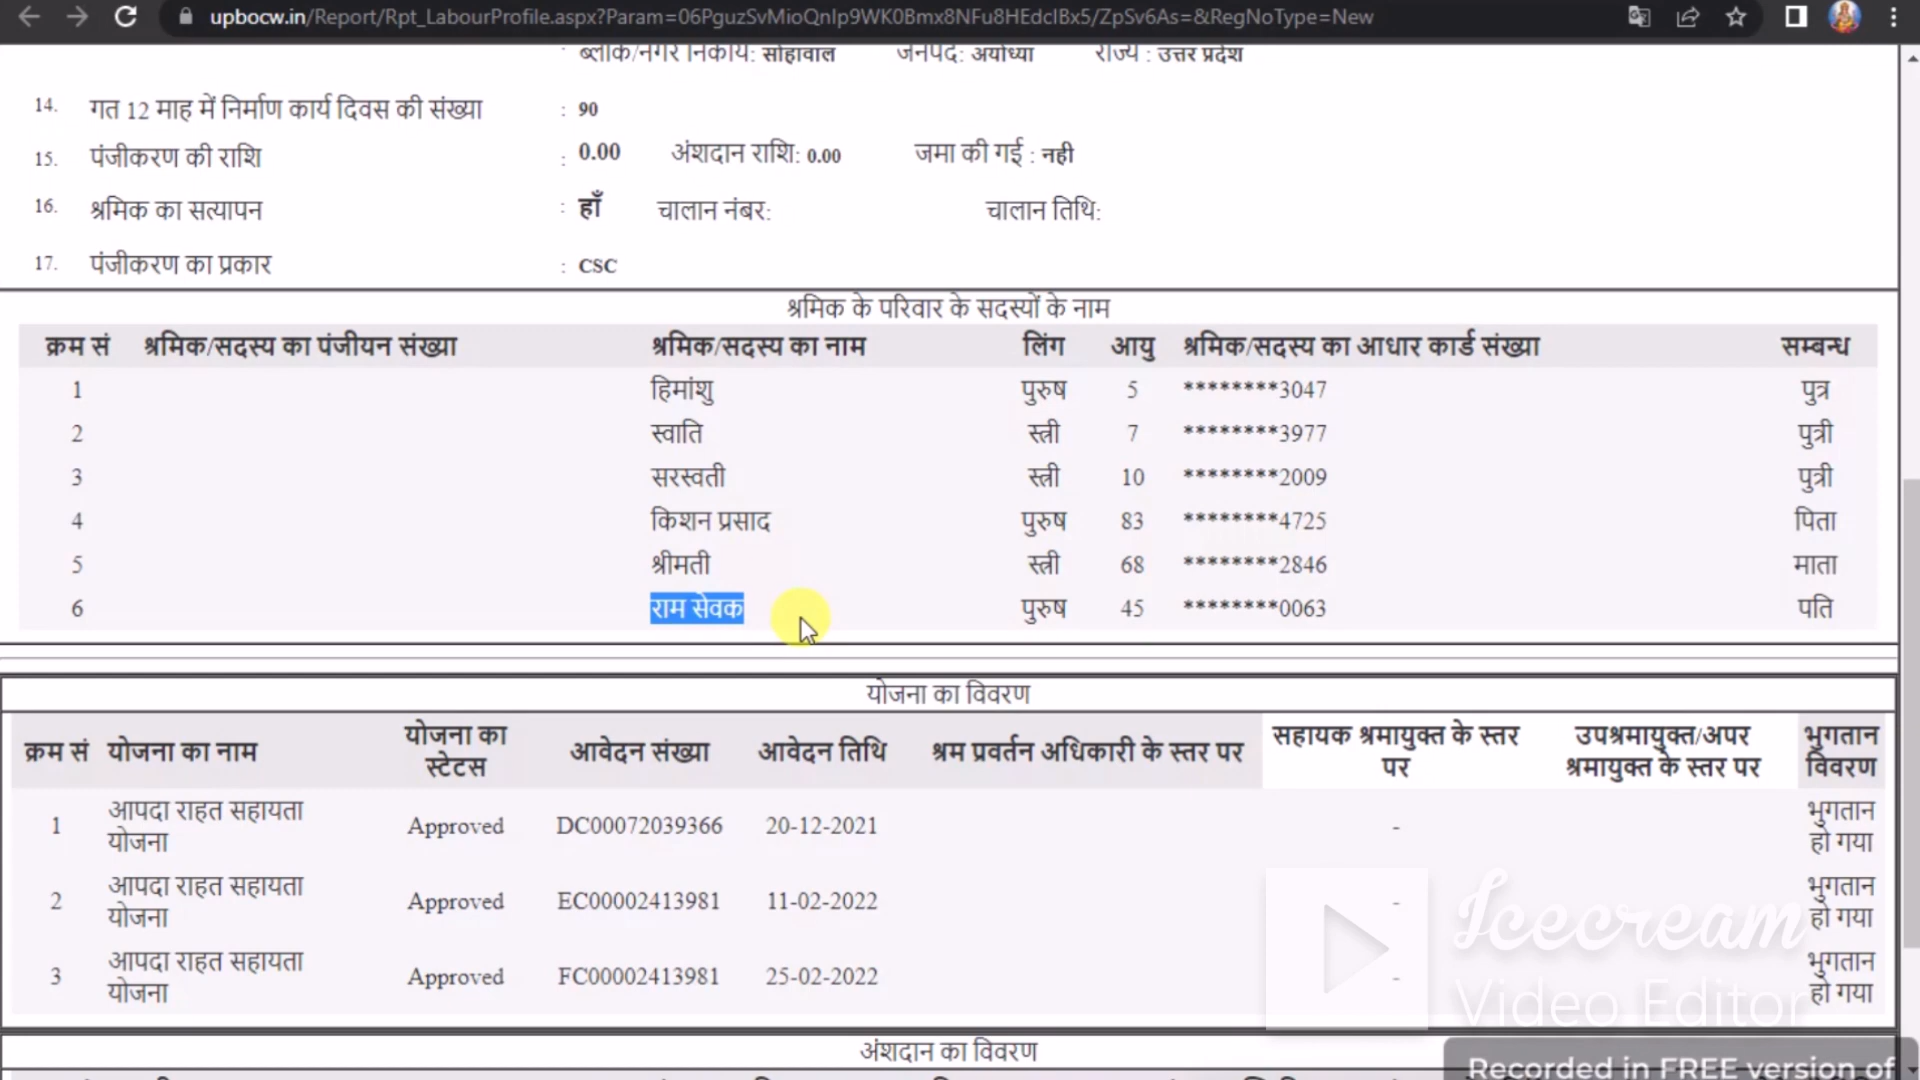 upbocw.in/Report/Rpt_LabourProfile.aspx?Param=06PguzSvMioQnIp9WK0Bmx8NFu8HEdclBx5/ZpSv6As=&RegNoType=New
: ब्लाक/नगर निकाय: सोहावाल जनपद: अयोध्या राज्य : उत्तर प्रदेश
14. गत 12 माह में निर्माण कार्य दिवस की संख्या : 90
15. पंजीकरण की राशि : 0.00 अंशदान राशि: 0.00 जमा की गई : नही
16. श्रमिक का सत्यापन : हाँ चालान नंबर: चालान तिथि:
17. पंजीकरण का प्रकार : CSC
श्रमिक के परिवार के सदस्यों के नाम
क्रम सं श्रमिक/सदस्य का पंजीयन संख्या श्रमिक/सदस्य का नाम लिंग आयु श्रमिक/सदस्य का आधार कार्ड संख्या सम्बन्ध
1 हिमांशु पुरुष 5 ********3047 पुत्र
2 स्वाति स्त्री 7 ********3977 पुत्री
3 सरस्वती स्त्री 10 ********2009 पुत्री
4 किशन प्रसाद पुरुष 83 ********4725 पिता
5 श्रीमती स्त्री 68 ********2846 माता
6 राम सेवक पुरुष 45 ********0063 पति
योजना का विवरण
क्रम सं योजना का नाम योजना का स्टेटस आवेदन संख्या आवेदन तिथि श्रम प्रवर्तन अधिकारी के स्तर पर सहायक श्रमायुक्त के स्तर पर उपश्रमायुक्त/अपर श्रमायुक्त के स्तर पर भुगतान विवरण
1 आपदा राहत सहायता योजना Approved DC00072039366 20-12-2021 - भुगतान हो गया
2 आपदा राहत सहायता योजना Approved EC00002413981 11-02-2022 - भुगतान हो गया
3 आपदा राहत सहायता योजना Approved FC00002413981 25-02-2022 - भुगतान हो गया
Icecream
Video Editor
अंशदान का विवरण
Recorded in FREE version of